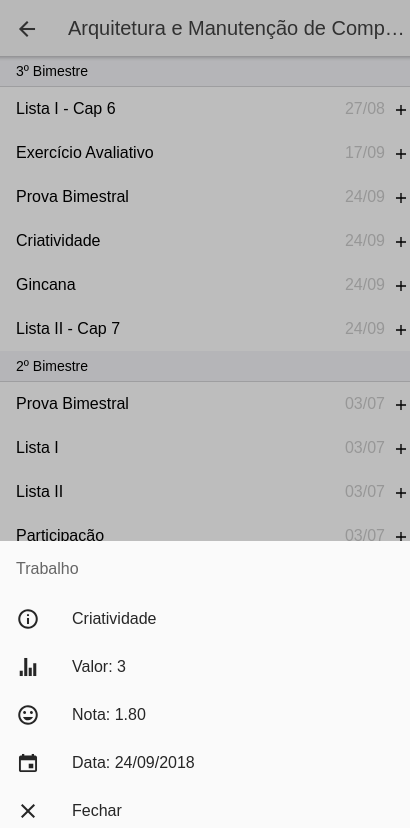 Arquitetura e Manutenção de Comp…
3º Bimestre
Lista I - Cap 6 27/08 +
Exercício Avaliativo 17/09 +
Prova Bimestral 24/09 +
Criatividade 24/09 +
Gincana 24/09 +
Lista II - Cap 7 24/09 +
2º Bimestre
Prova Bimestral 03/07 +
Lista I 03/07 +
Lista II 03/07 +
Participação 03/07 +
Trabalho
Criatividade
Valor: 3
Nota: 1.80
Data: 24/09/2018
Fechar